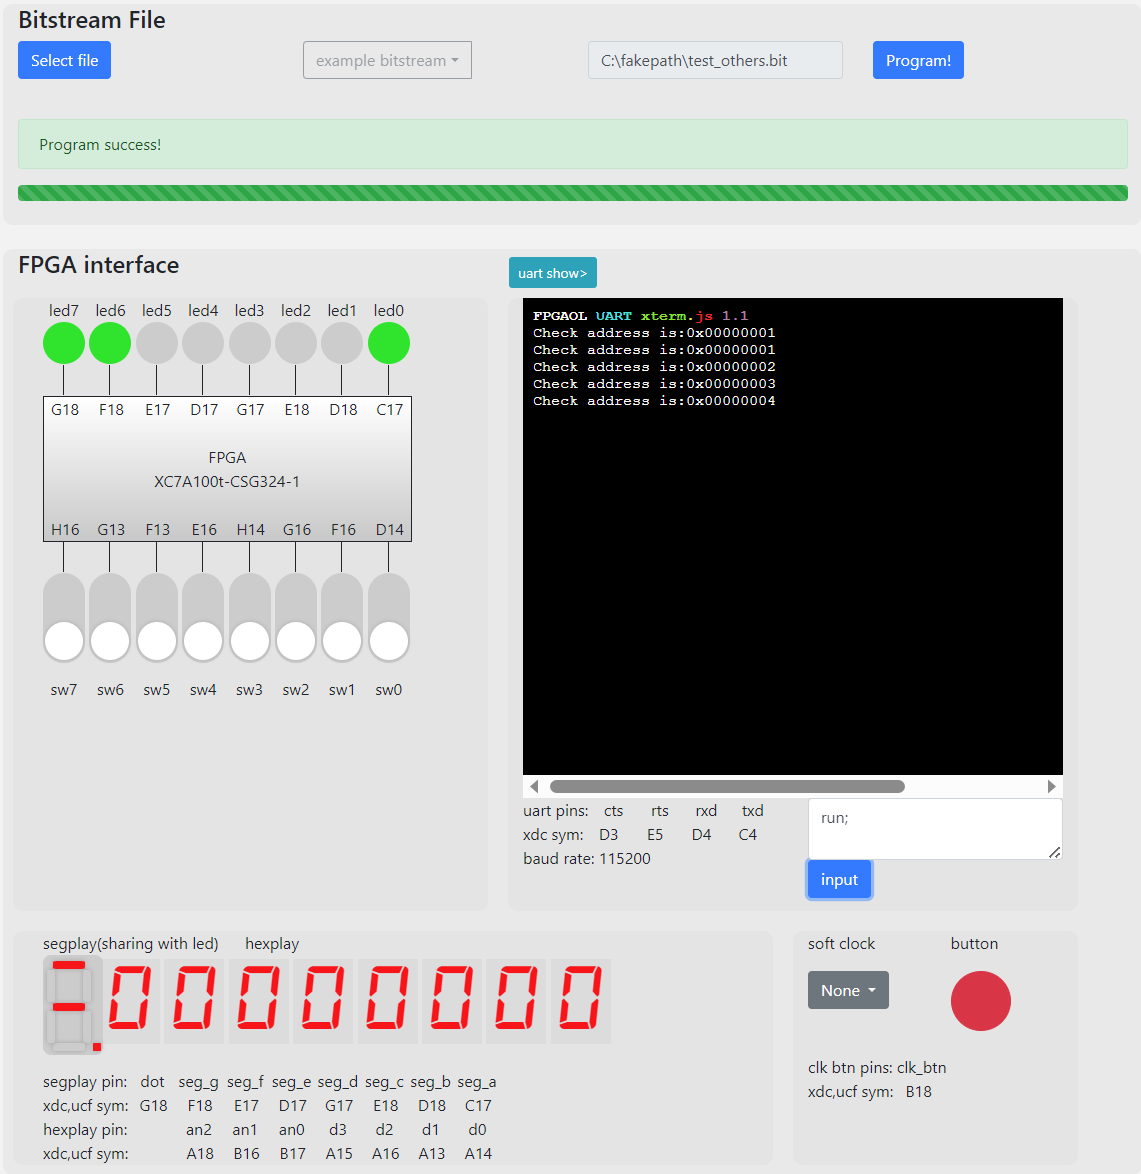 Bitstream File
Select file example bitstream C:\fakepath\test_others.bit Program!
Program success!
FPGA interface
uart show>
led7 led6 led5 led4 led3 led2 led1 led0
G18 F18 E17 D17 G17 E18 D18 C17
FPGA
XC7A100t-CSG324-1
H16 G13 F13 E16 H14 G16 F16 D14
sw7 sw6 sw5 sw4 sw3 sw2 sw1 sw0
FPGAOL UART xterm.js 1.1
Check address is:0x00000001
Check address is:0x00000001
Check address is:0x00000002
Check address is:0x00000003
Check address is:0x00000004
uart pins: cts rts rxd txd
xdc sym: D3 E5 D4 C4
baud rate: 115200
run;
input
segplay(sharing with led) hexplay
00000000
segplay pin: dot seg_g seg_f seg_e seg_d seg_c seg_b seg_a
xdc,ucf sym: G18 F18 E17 D17 G17 E18 D18 C17
hexplay pin: an2 an1 an0 d3 d2 d1 d0
xdc,ucf sym: A18 B16 B17 A15 A16 A13 A14
soft clock button
None
clk btn pins: clk_btn
xdc,ucf sym: B18